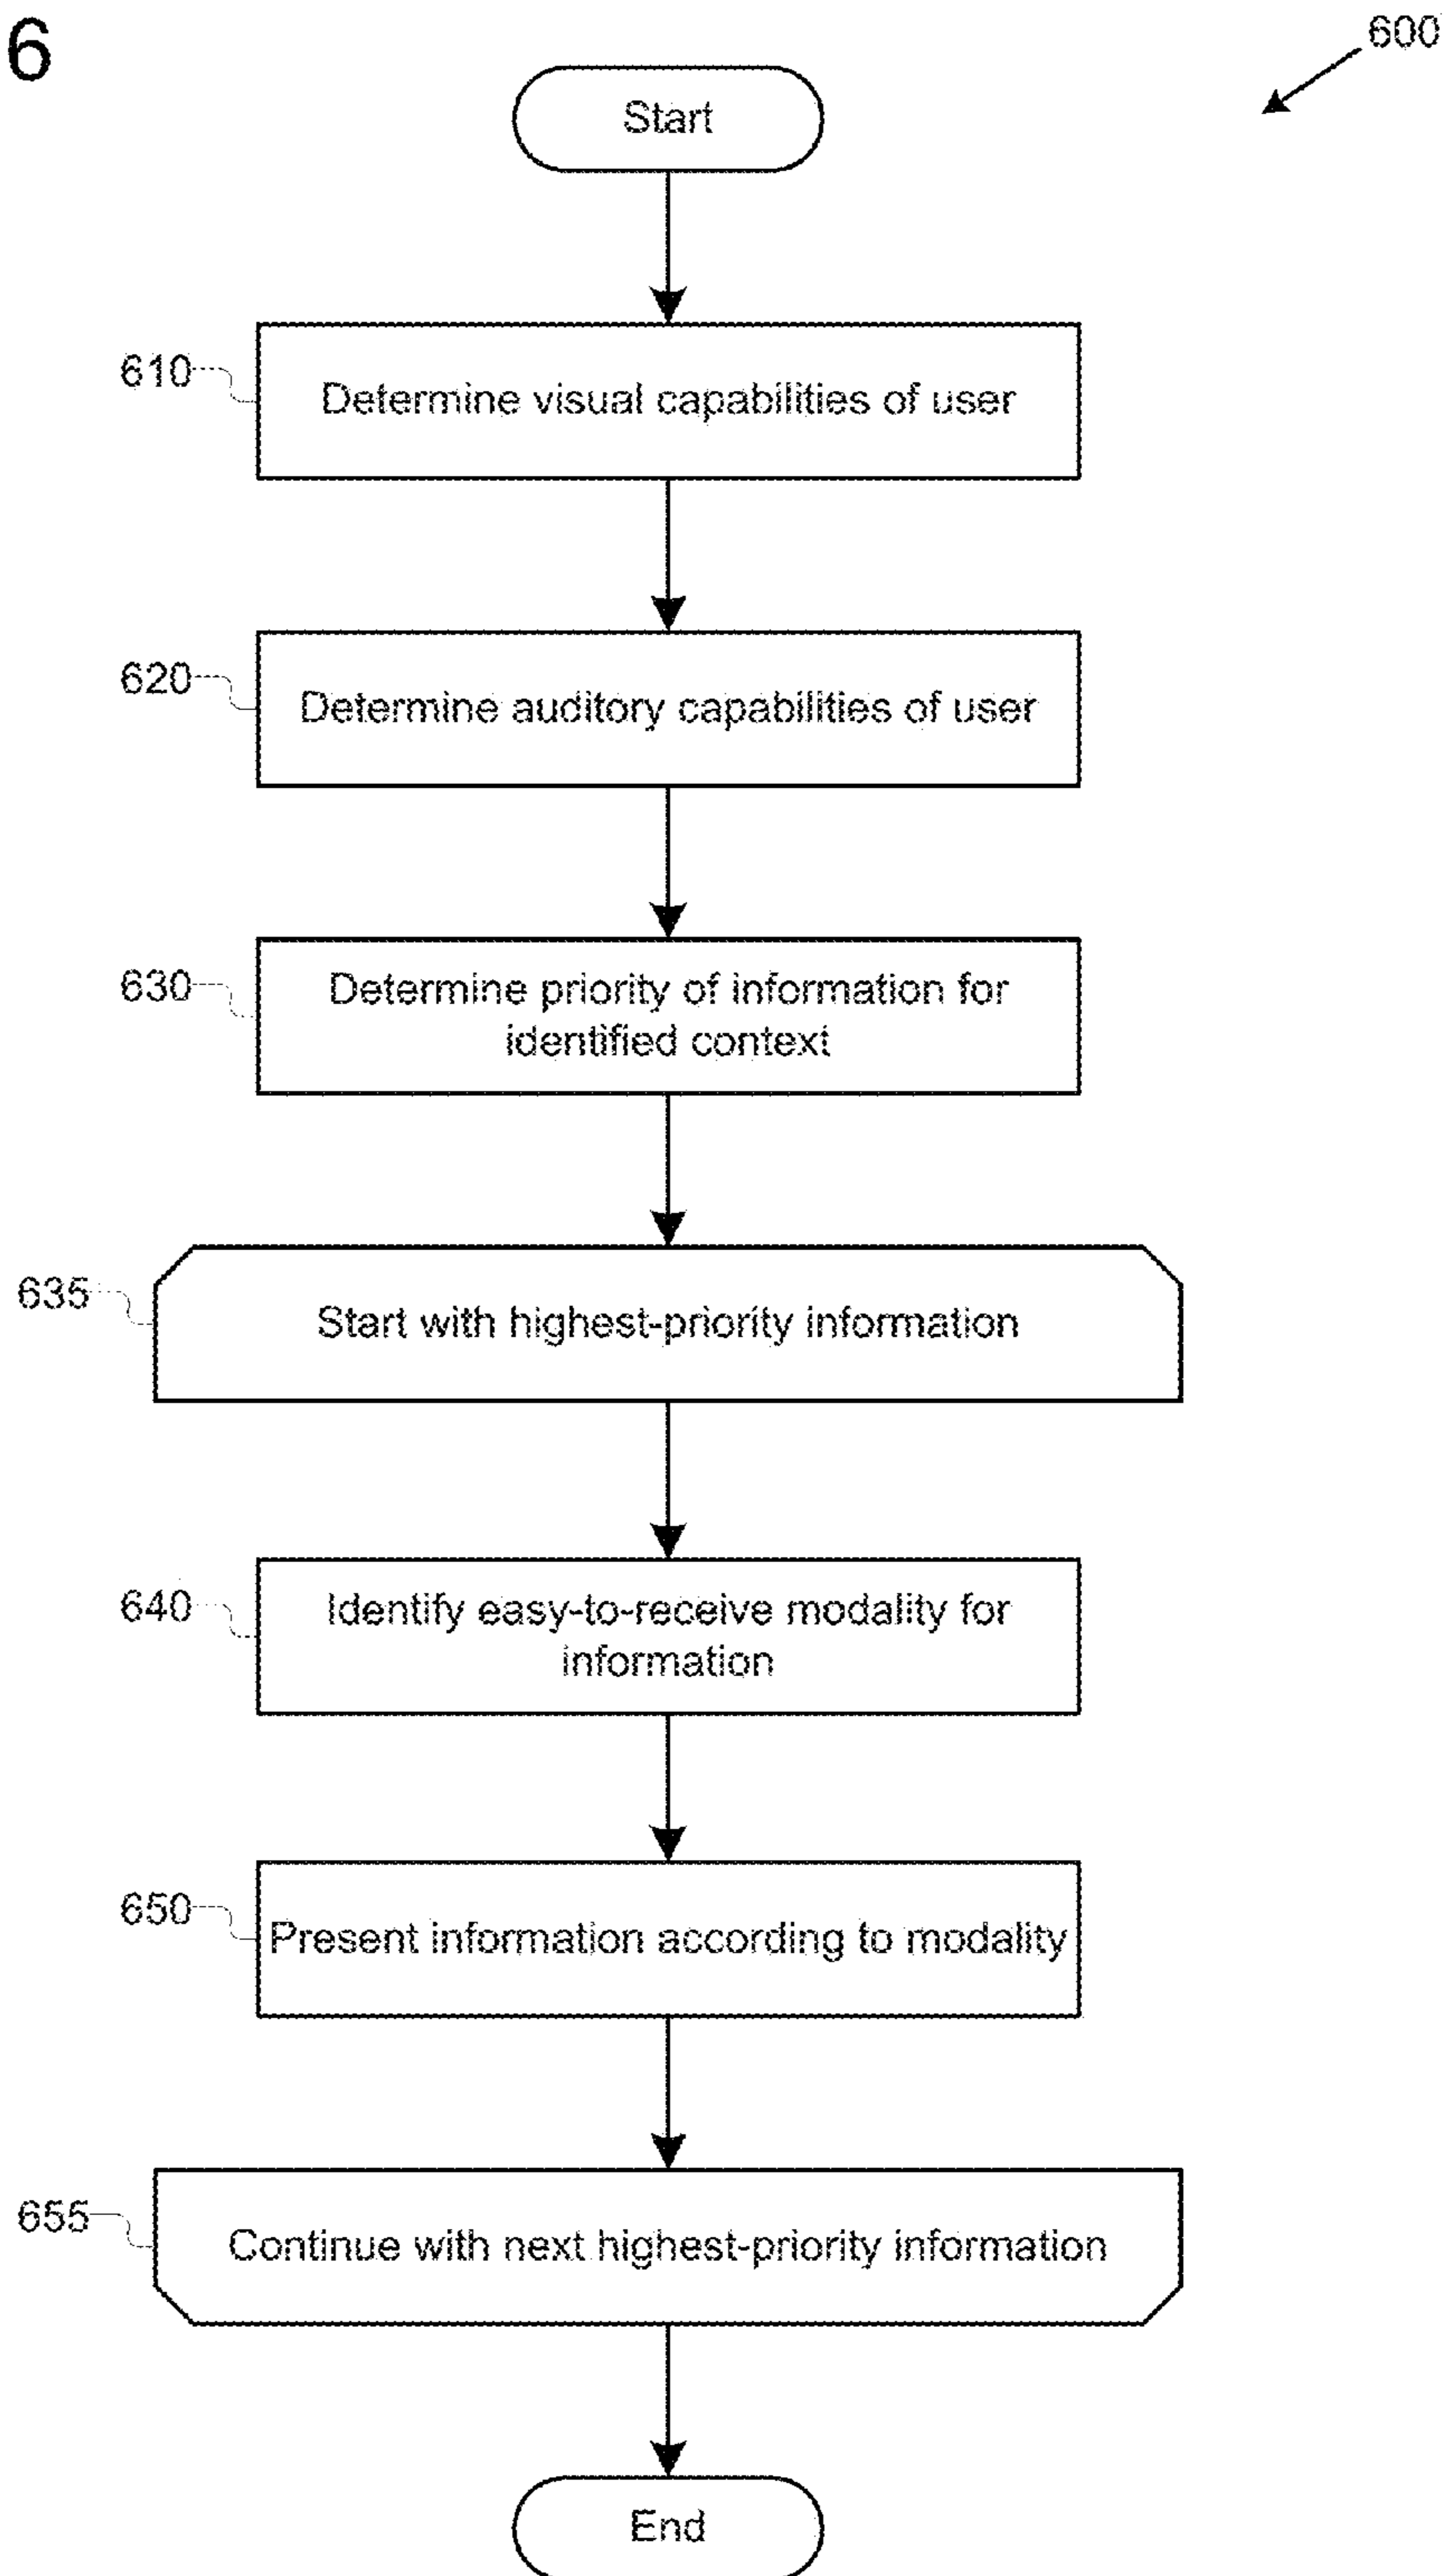 6
600
Start
610
Determine visual capabilities of user
620
Determine auditory capabilities of user
630
Determine priority of information for
identified context
635
Start with highest-priority information
640
Identify easy-to-receive modality for
information
650
Present information according to modality
655
Continue with next highest-priority information
End